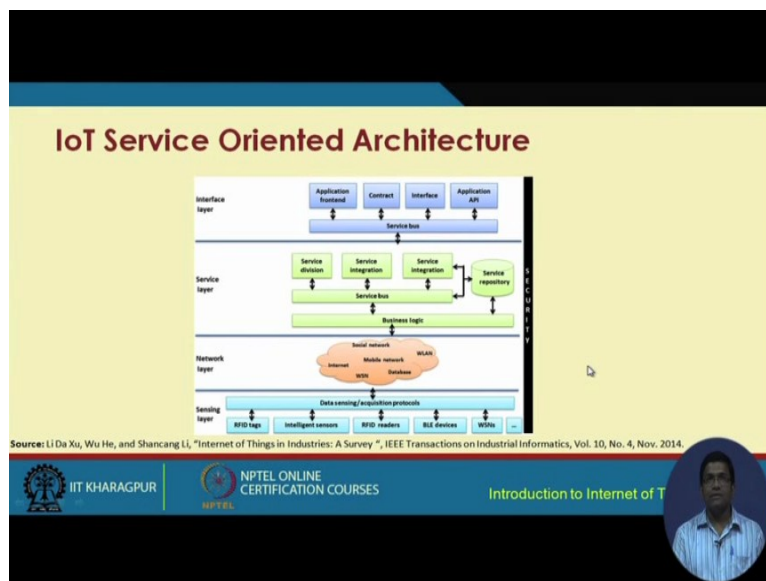 IoT Service Oriented Architecture
Interface layer
Application frontend
Contract
Interface
Application API
Service bus
Service layer
Service division
Service integration
Service integration
Service repository
Service bus
Business logic
SECURITY
Network layer
Social network
WLAN
Mobile network
Internet
Database
WSN
Sensing layer
Data sensing/acquisition protocols
RFID tags
Intelligent sensors
RFID readers
BLE devices
WSNs
...
Source: Li Da Xu, Wu He, and Shancang Li, "Internet of Things in Industries: A Survey ", IEEE Transactions on Industrial Informatics, Vol. 10, No. 4, Nov. 2014.
IIT KHARAGPUR
NPTEL
NPTEL ONLINE
CERTIFICATION COURSES
Introduction to Internet of T